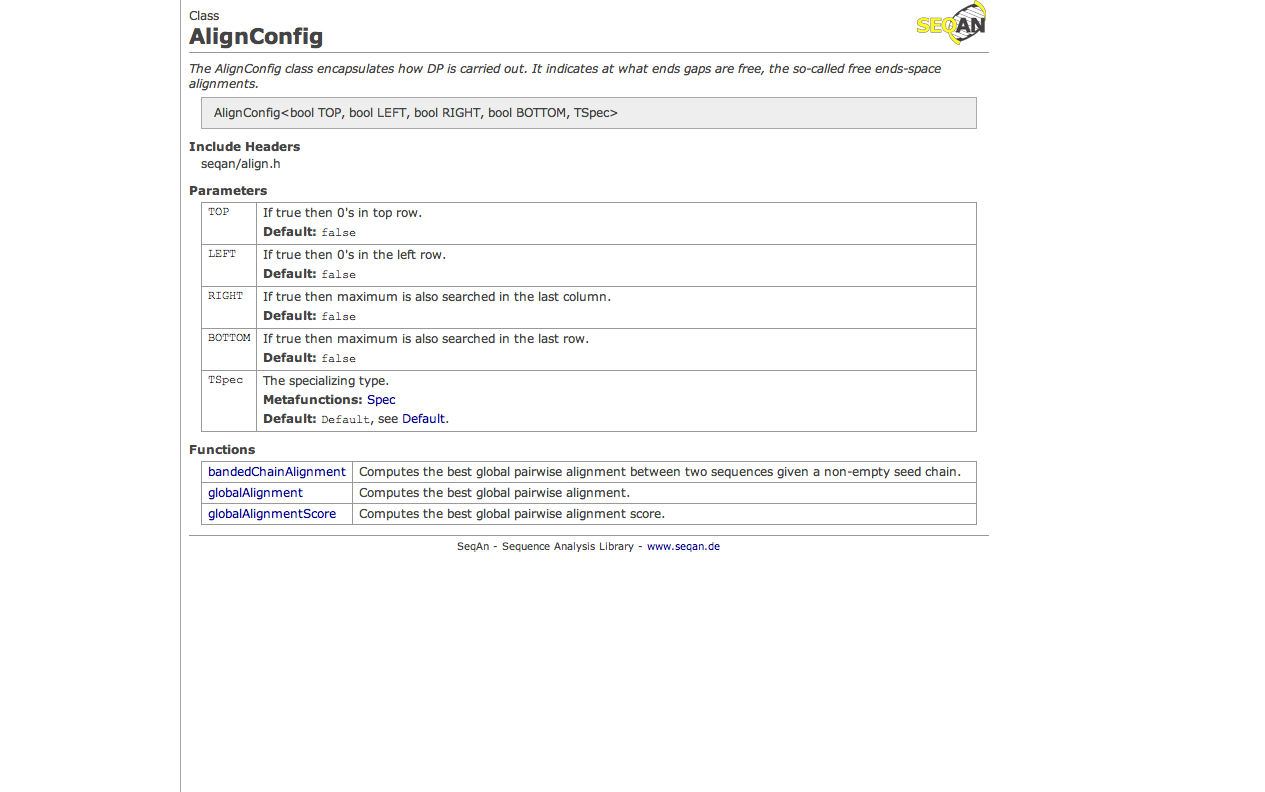 Class
SEQAN
AlignConfig
The AlignConfig class encapsulates how DP is carried out. It indicates at what ends gaps are free, the so-called free ends-space
alignments.
AlignConfig<bool TOP, bool LEFT, bool RIGHT, bool BOTTOM, TSpec>
Include Headers
seqan/align.h
Parameters
TOP If true then 0's in top row.
Default: false
LEFT If true then 0's in the left row.
Default: false
RIGHT If true then maximum is also searched in the last column.
Default: false
BOTTOM If true then maximum is also searched in the last row.
Default: false
TSpec The specializing type.
Metafunctions: Spec
Default: Default, see Default.
Functions
bandedChainAlignment Computes the best global pairwise alignment between two sequences given a non-empty seed chain.
globalAlignment Computes the best global pairwise alignment.
globalAlignmentScore Computes the best global pairwise alignment score.
SeqAn - Sequence Analysis Library - www.seqan.de